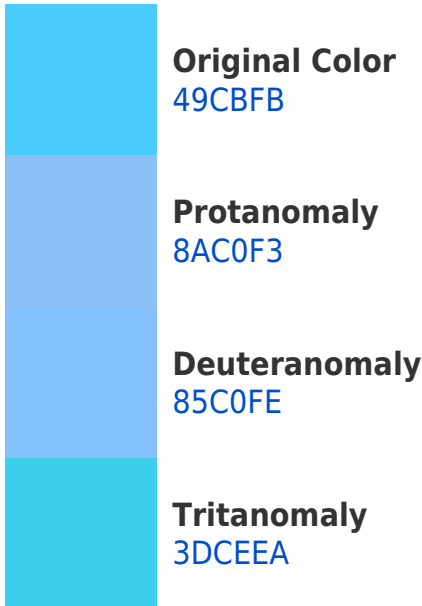 Original Color
49CBFB
Protanomaly
8AC0F3
Deuteranomaly
85C0FE
Tritanomaly
3DCEEA